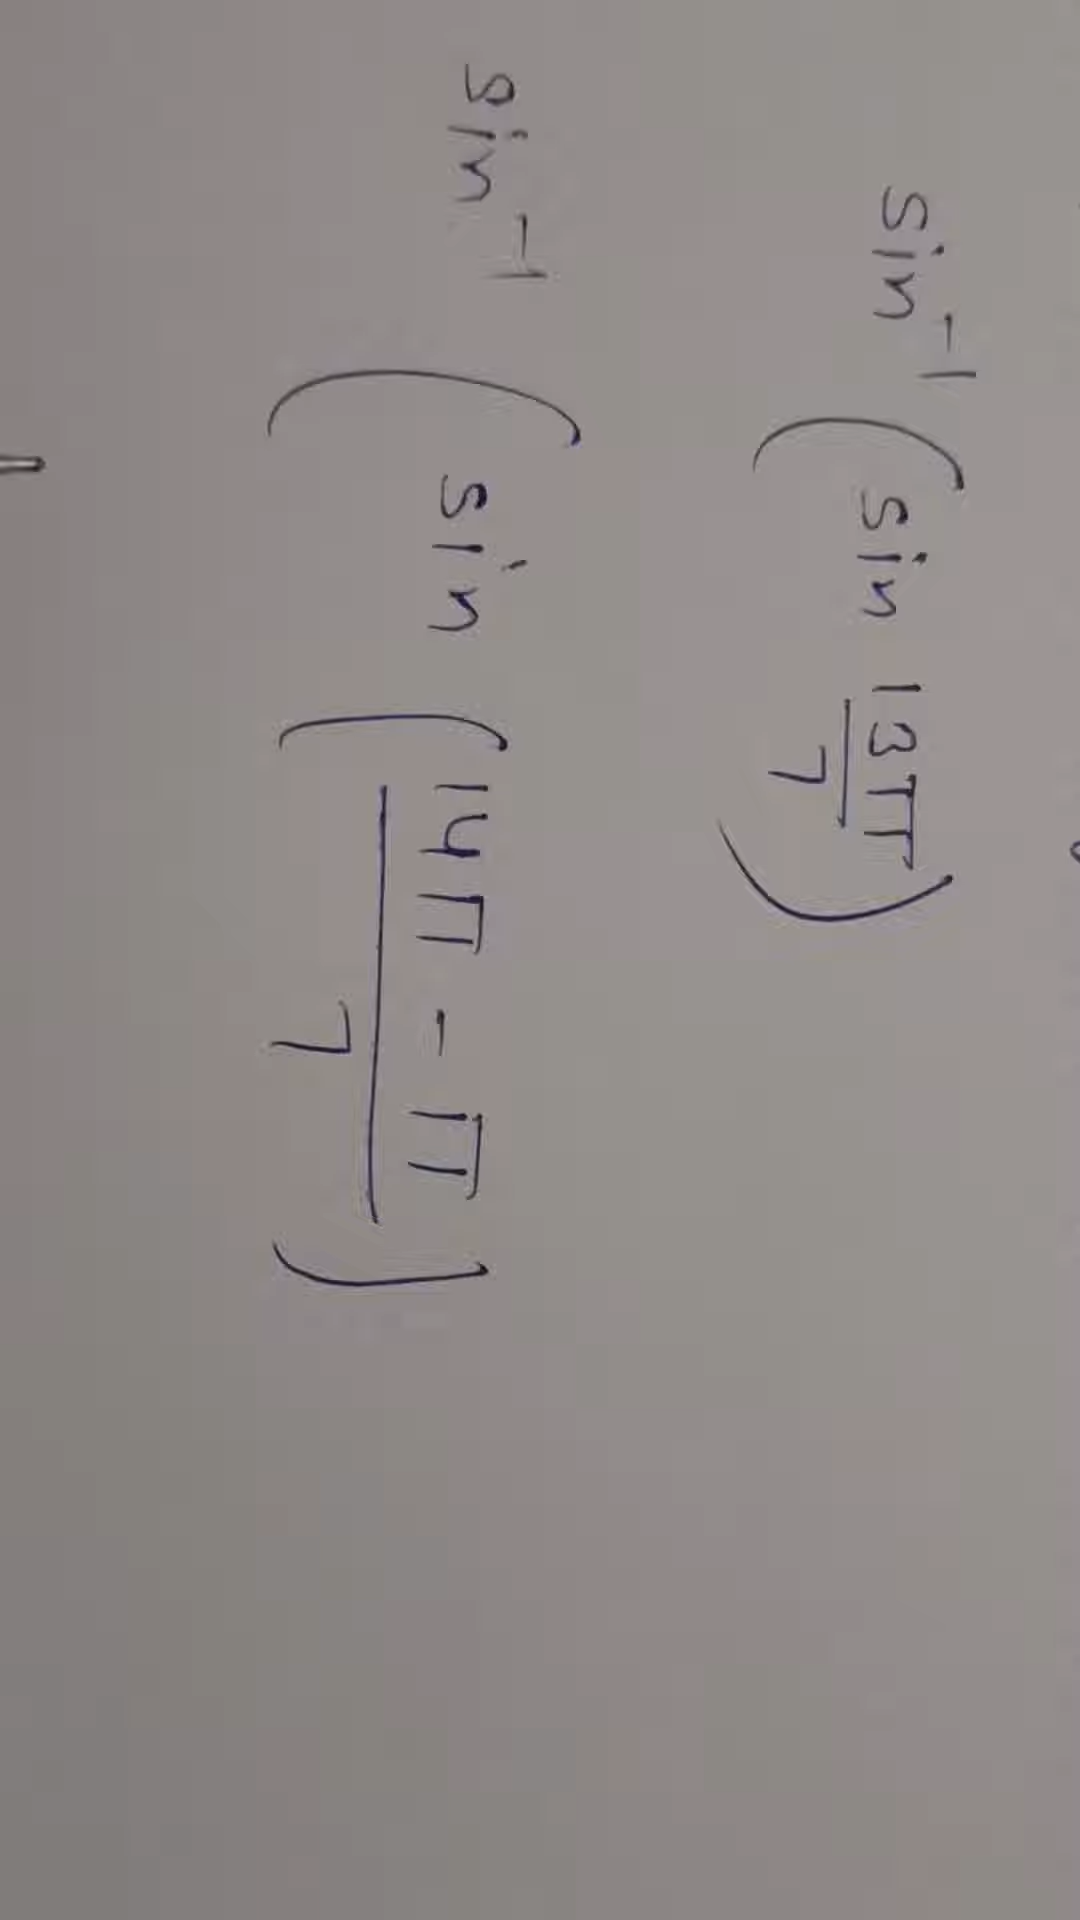 sin⁻¹ (sin 13π/7)
sin⁻¹ (sin (14π - π / 7)